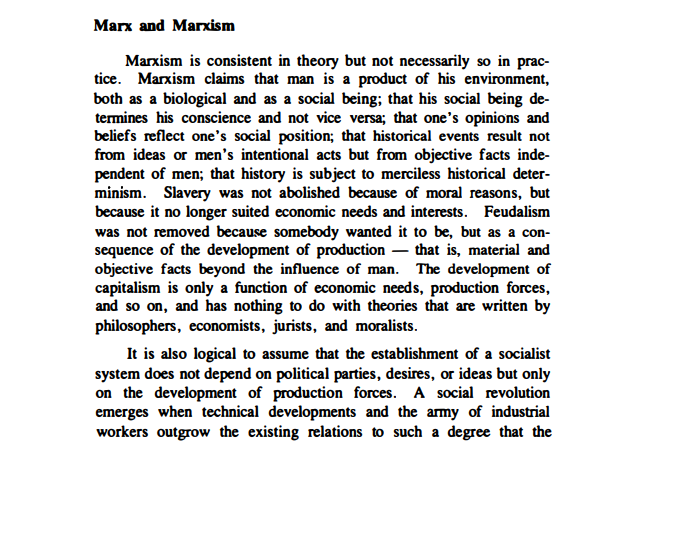 Marx and Marxism
Marxism is consistent in theory but not necessarily so in prac-
tice. Marxism claims that man is a product of his environment,
both as a biological and as a social being; that his social being de-
termines his conscience and not vice versa; that one's opinions and
beliefs reflect one's social position; that historical events result not
from ideas or men's intentional acts but from objective facts inde-
pendent of men; that history is subject to merciless historical deter-
minism. Slavery was not abolished because of moral reasons, but
because it no longer suited economic needs and interests. Feudalism
was not removed because somebody wanted it to be, but as a con-
sequence of the development of production — that is, material and
objective facts beyond the influence of man. The development of
capitalism is only a function of economic needs, production forces,
and so on, and has nothing to do with theories that are written by
philosophers, economists, jurists, and moralists.
It is also logical to assume that the establishment of a socialist
system does not depend on political parties, desires, or ideas but only
on the development of production forces. A social revolution
emerges when technical developments and the army of industrial
workers outgrow the existing relations to such a degree that the